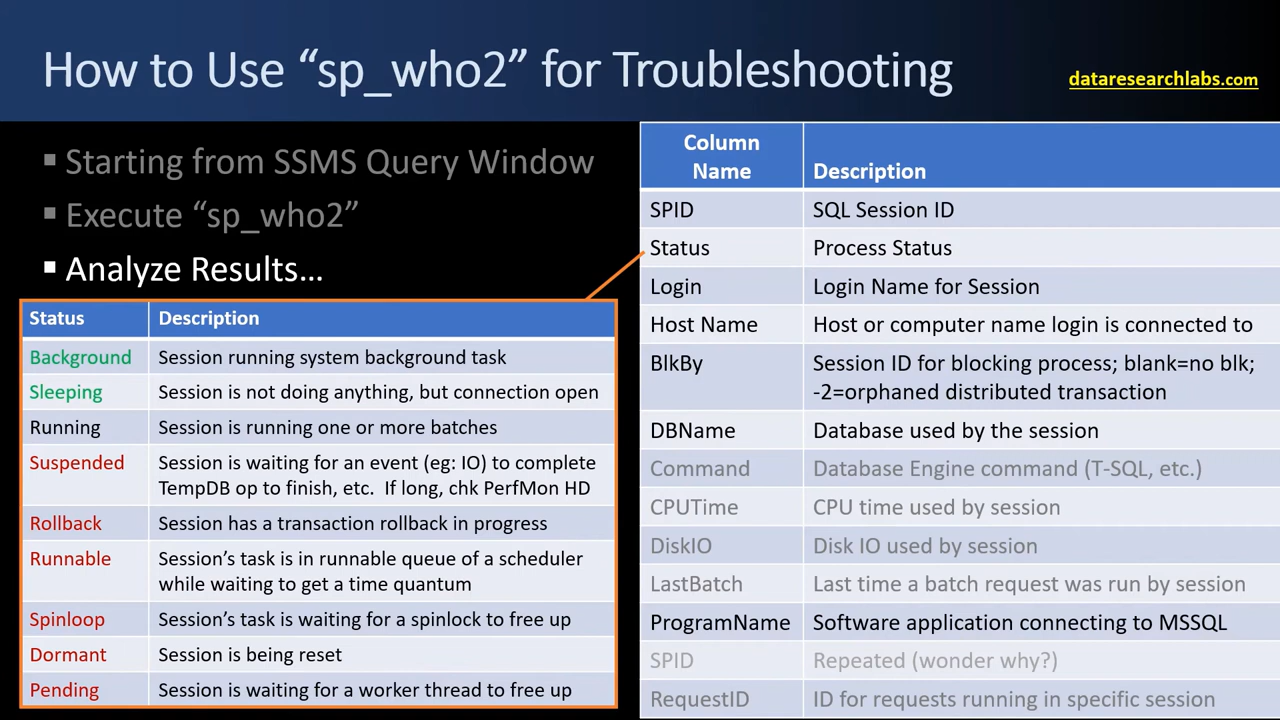 How to Use “sp_who2” for Troubleshooting
dataresearchlabs.com
▪ Starting from SSMS Query Window
▪ Execute “sp_who2”
▪ Analyze Results…
Status Description
Background Session running system background task
Sleeping Session is not doing anything, but connection open
Running Session is running one or more batches
Suspended Session is waiting for an event (eg: IO) to complete
TempDB op to finish, etc. If long, chk PerfMon HD
Rollback Session has a transaction rollback in progress
Runnable Session’s task is in runnable queue of a scheduler
while waiting to get a time quantum
Spinloop Session’s task is waiting for a spinlock to free up
Dormant Session is being reset
Pending Session is waiting for a worker thread to free up
Column
Name Description
SPID SQL Session ID
Status Process Status
Login Login Name for Session
Host Name Host or computer name login is connected to
BlkBy Session ID for blocking process; blank=no blk;
-2=orphaned distributed transaction
DBName Database used by the session
Command Database Engine command (T-SQL, etc.)
CPUTime CPU time used by session
DiskIO Disk IO used by session
LastBatch Last time a batch request was run by session
ProgramName Software application connecting to MSSQL
SPID Repeated (wonder why?)
RequestID ID for requests running in specific session